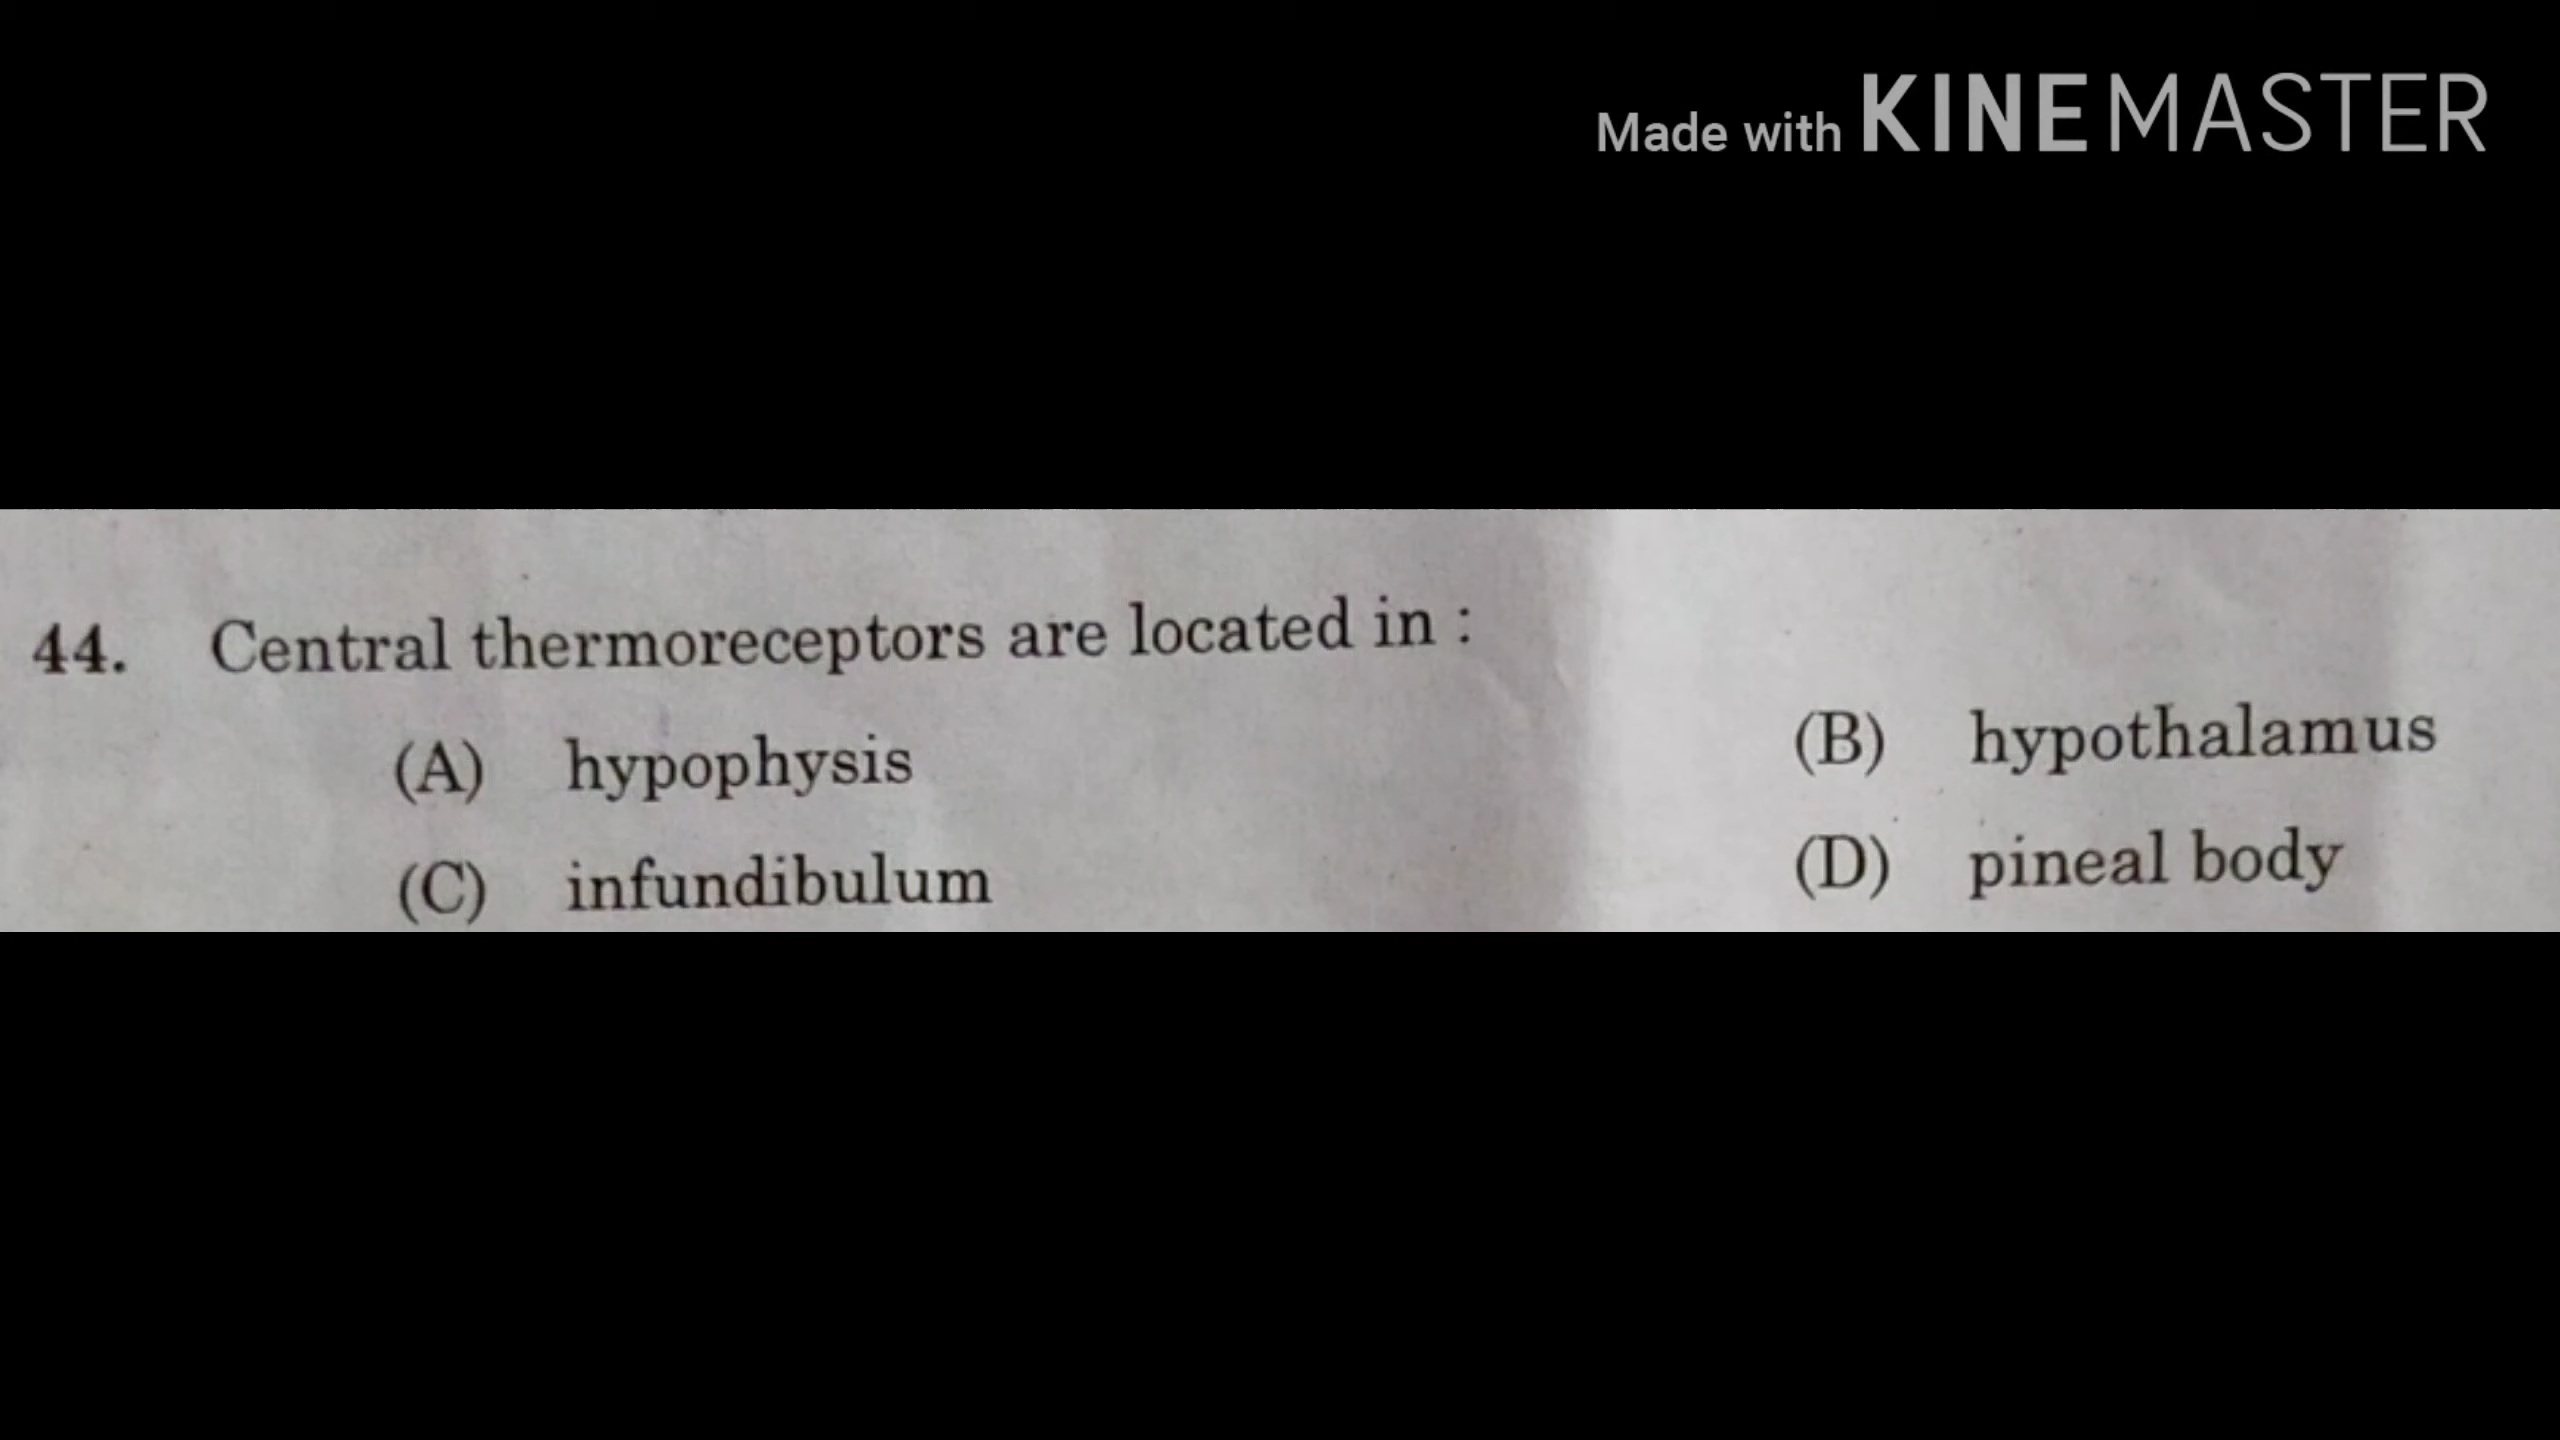 Made with KINEMASTER
44. Central thermoreceptors are located in :
(A) hypophysis (B) hypothalamus
(C) infundibulum (D) pineal body